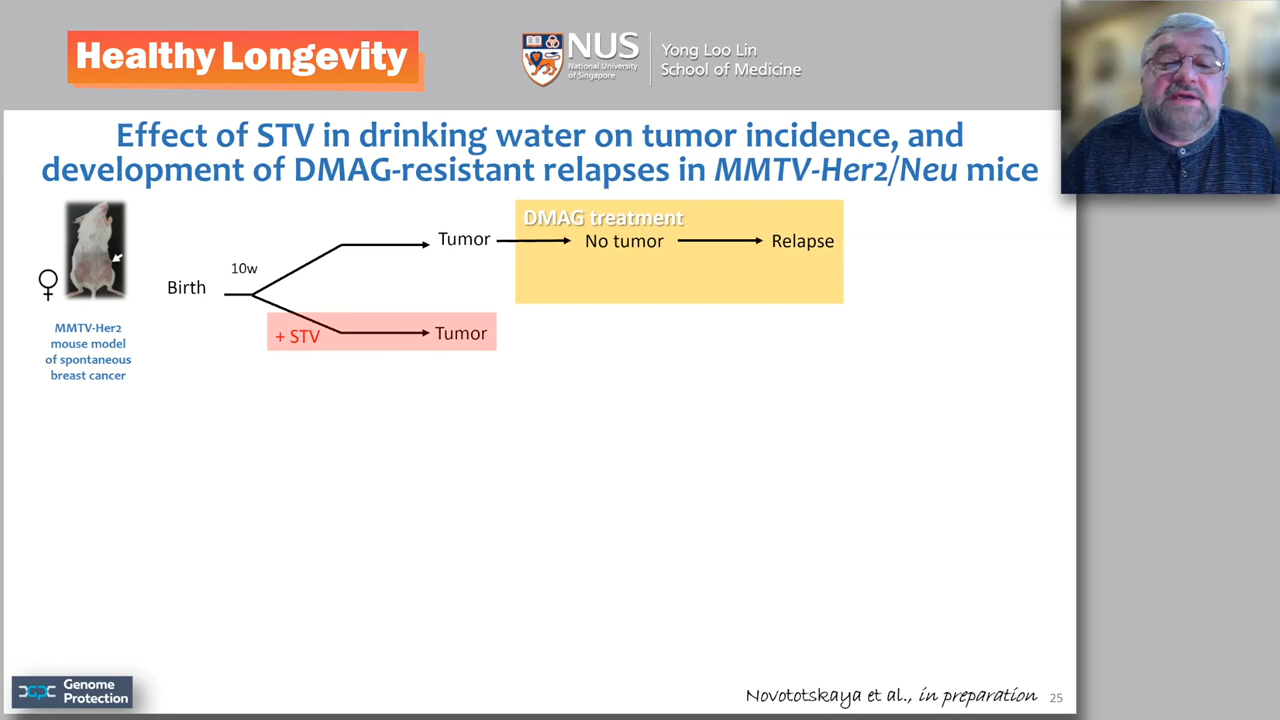 Healthy Longevity
NUS
National University
of Singapore
Yong Loo Lin
School of Medicine
Effect of STV in drinking water on tumor incidence, and
development of DMAG-resistant relapses in MMTV-Her2/Neu mice
DMAG treatment
Tumor
No tumor
Relapse
10w
Birth
+ STV
Tumor
♀
MMTV-Her2
mouse model
of spontaneous
breast cancer
Genome
Protection
Novototskaya et al., in preparation
25